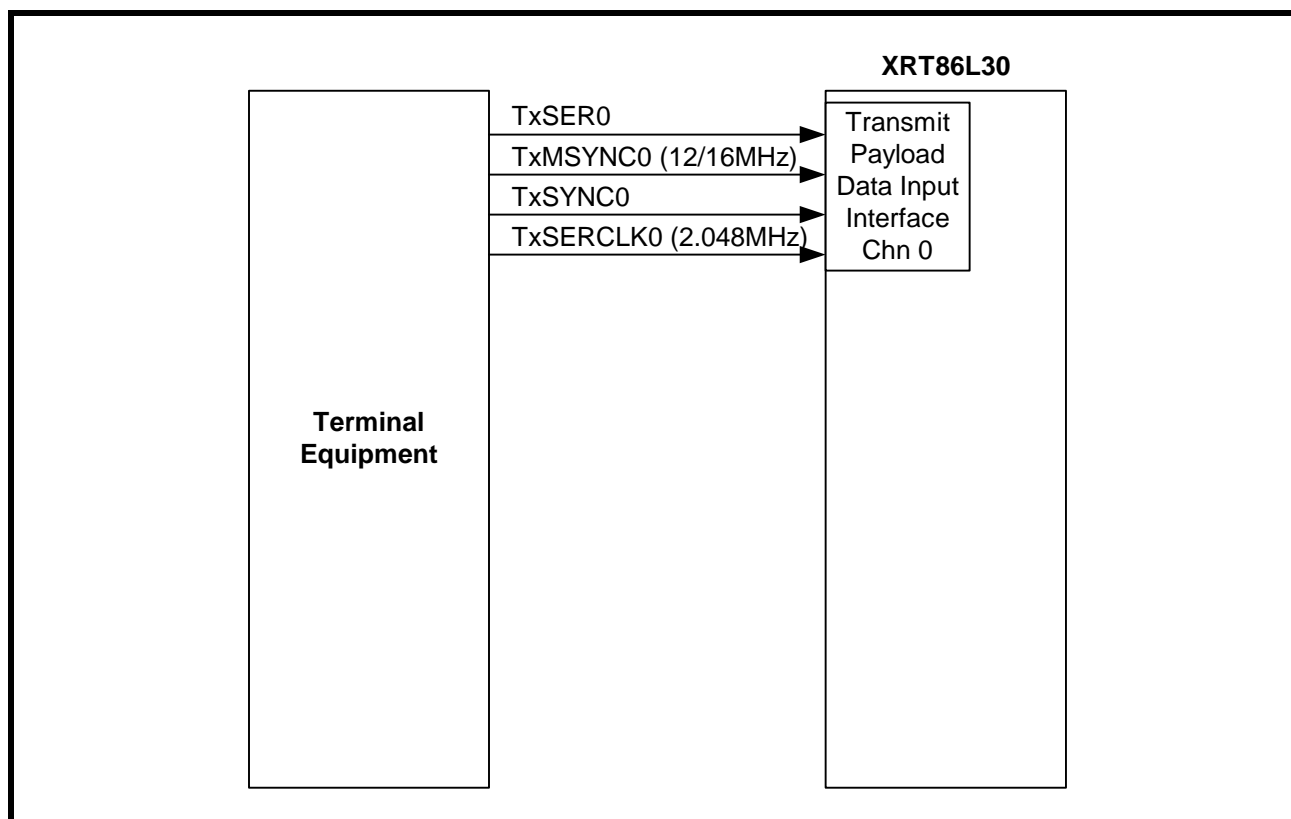 XRT86L30
TxSER0
TxMSYNC0 (12/16MHz)
TxSYNC0
TxSERCLK0 (2.048MHz)
Transmit
Payload
Data Input
Interface
Chn 0
Terminal
Equipment